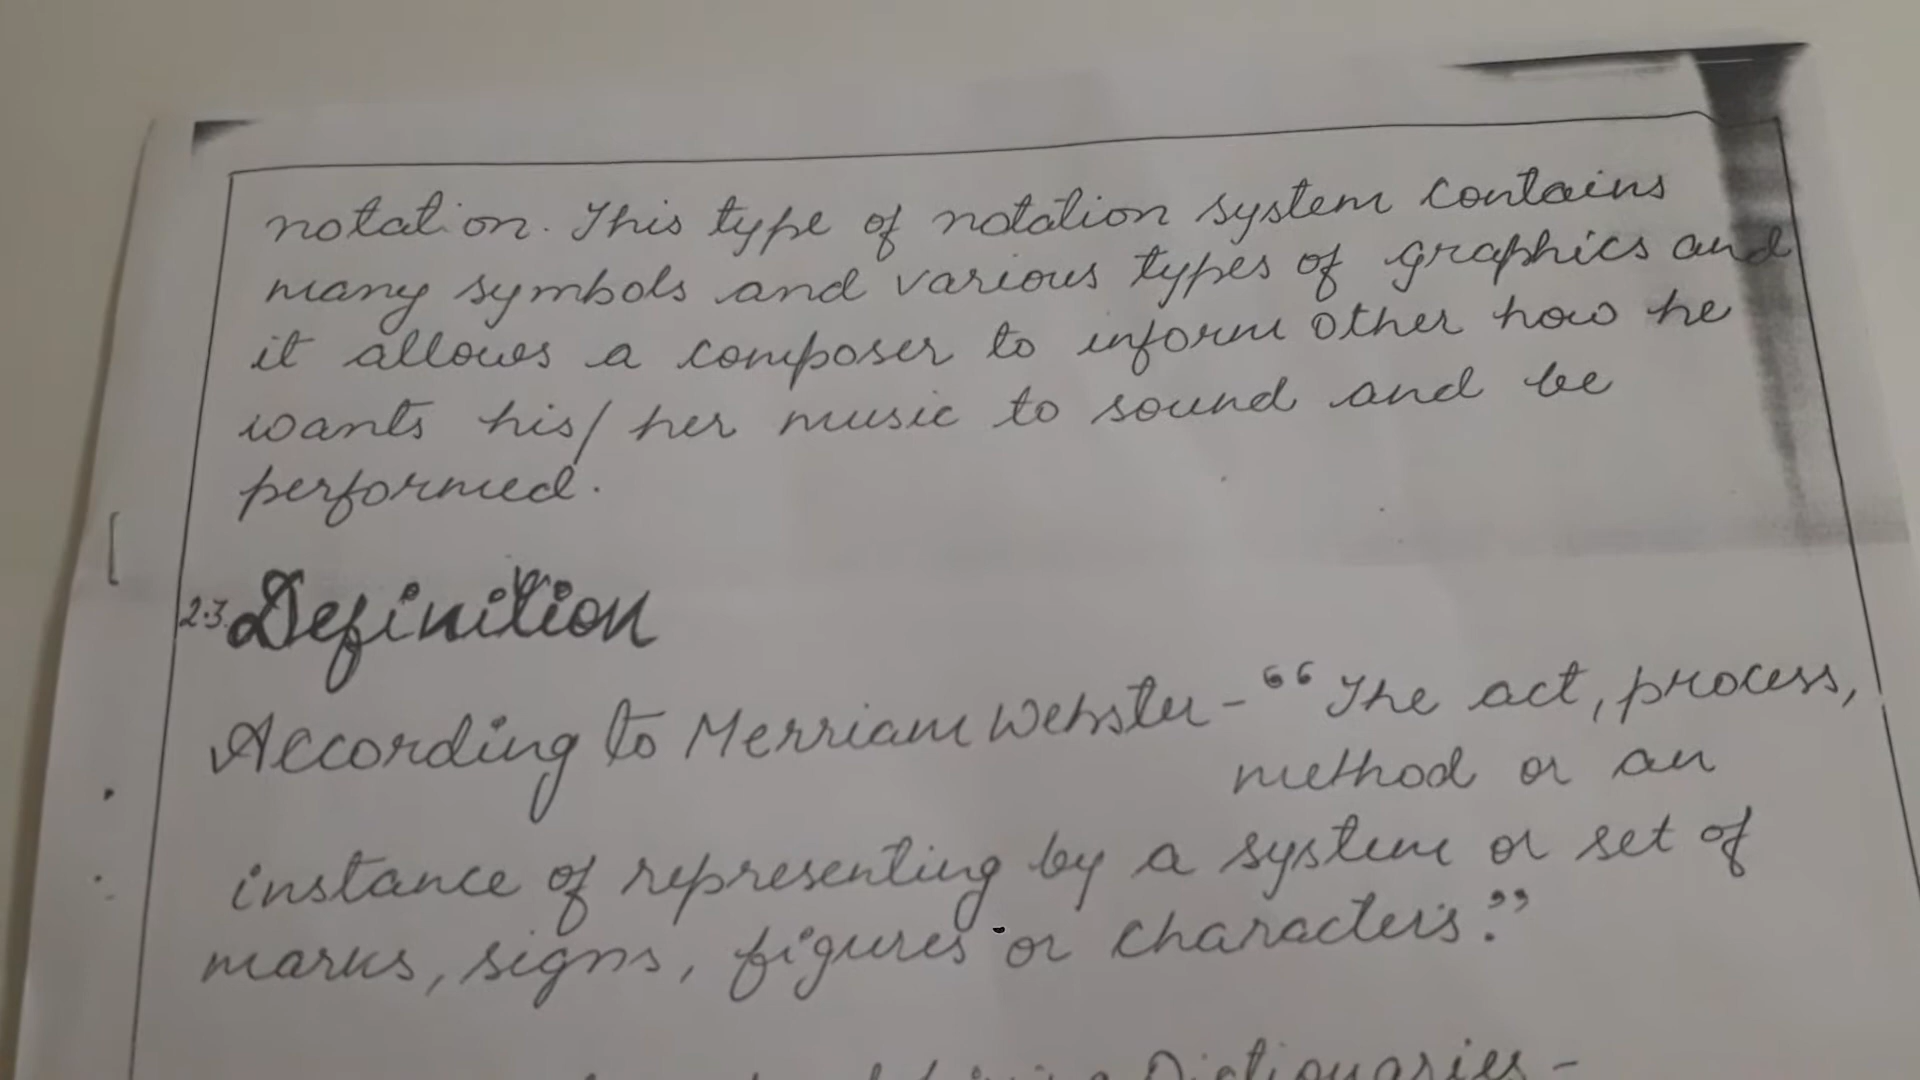 notation. This type of notation system contains
many symbols and various types of graphics and
it allows a composer to inform other how he
wants his/her music to sound and be
performed.
2.3. Definition
According to Merriam Webster - “The act, process,
method or an
instance of representing by a system or set of
marks, signs, figures or characters.”
Dictionaries -